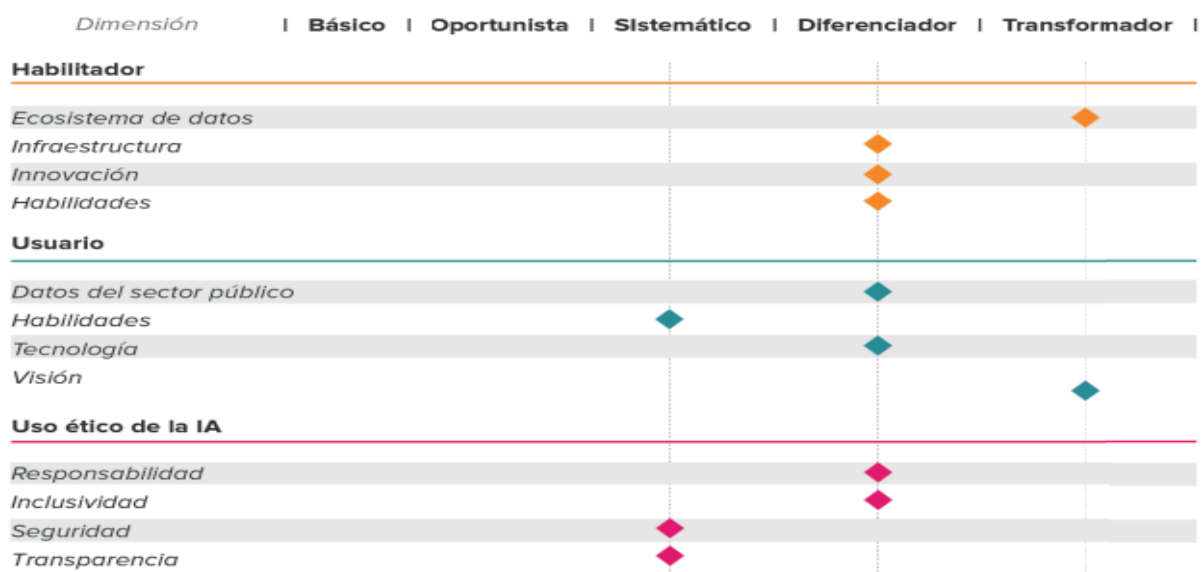 Dimensión | Básico | Oportunista | SIstemático | Diferenciador | Transformador |
Habilitador
Ecosistema de datos
Infraestructura
Innovación
Habilidades
Usuario
Datos del sector público
Habilidades
Tecnología
Visión
Uso ético de la IA
Responsabilidad
Inclusividad
Seguridad
Transparencia